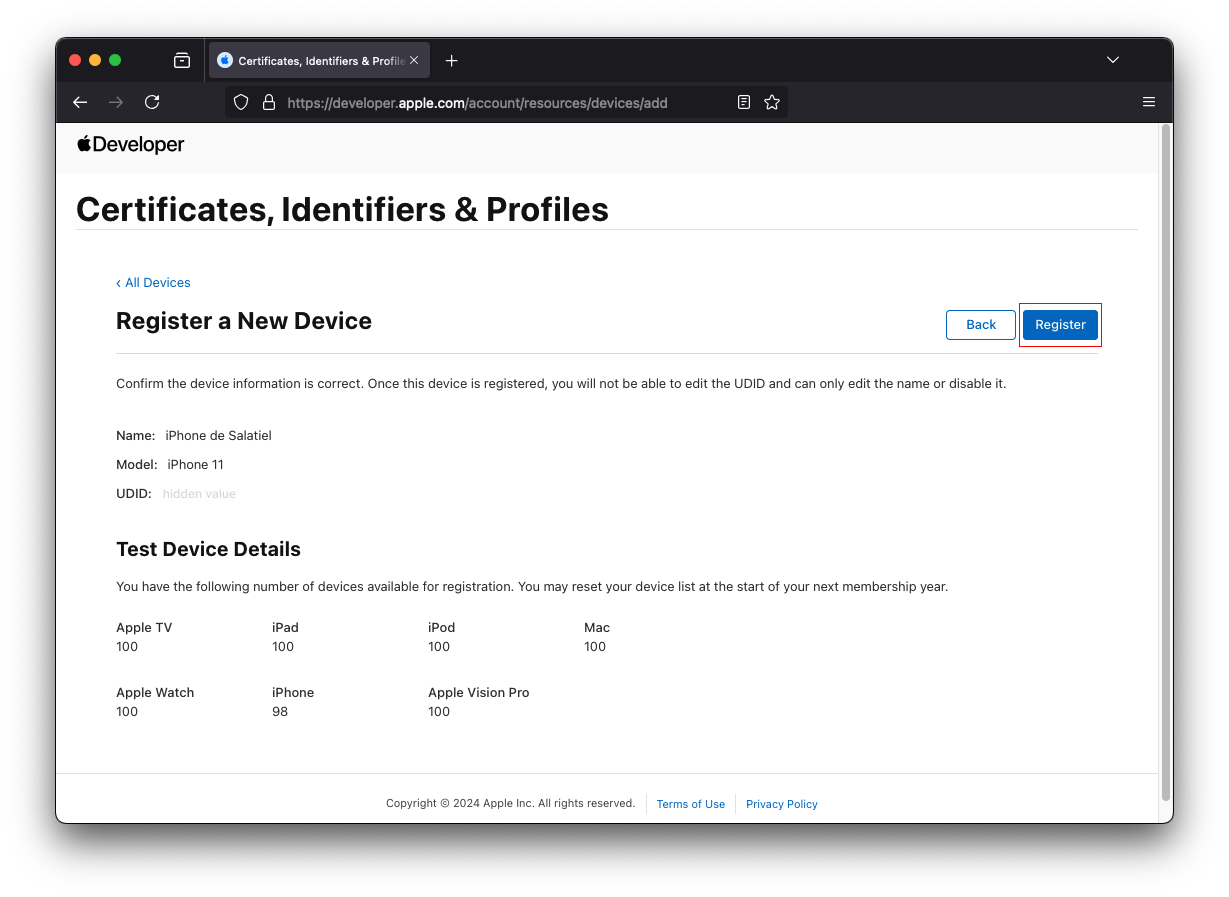 Certificates, Identifiers & Profile
https://developer.apple.com/account/resources/devices/add
Developer
Certificates, Identifiers & Profiles
‹ All Devices
Register a New Device
Back
Register
Confirm the device information is correct. Once this device is registered, you will not be able to edit the UDID and can only edit the name or disable it.
Name: iPhone de Salatiel
Model: iPhone 11
UDID: hidden value
Test Device Details
You have the following number of devices available for registration. You may reset your device list at the start of your next membership year.
Apple TV iPad iPod Mac
100 100 100 100
Apple Watch iPhone Apple Vision Pro
100 98 100
Copyright © 2024 Apple Inc. All rights reserved. Terms of Use Privacy Policy